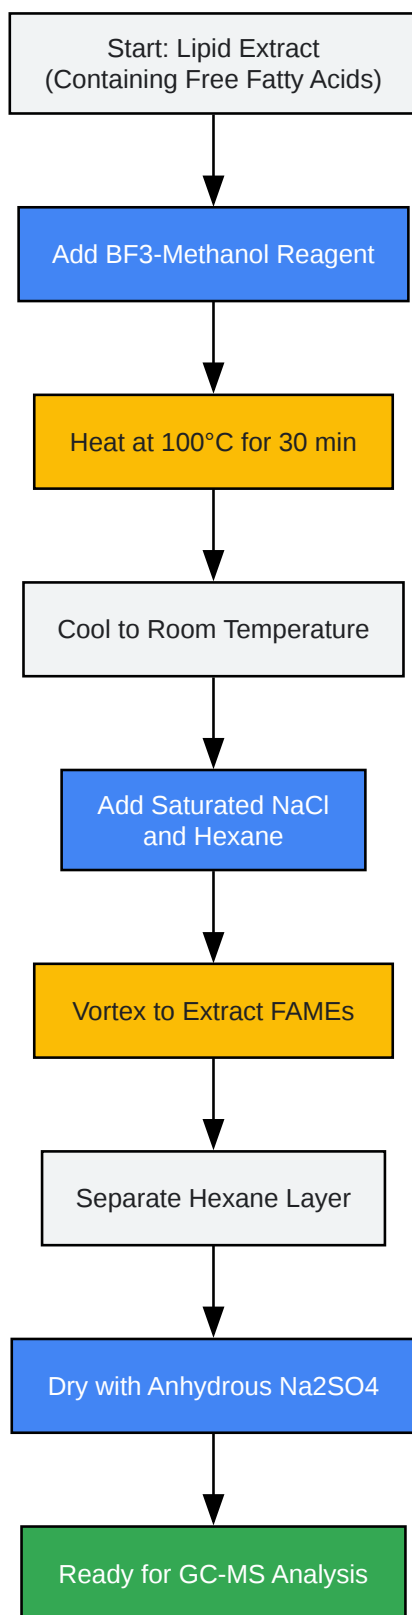 Start: Lipid Extract
(Containing Free Fatty Acids)
Add BF3-Methanol Reagent
Heat at 100°C for 30 min
Cool to Room Temperature
Add Saturated NaCl
and Hexane
Vortex to Extract FAMEs
Separate Hexane Layer
Dry with Anhydrous Na2SO4
Ready for GC-MS Analysis